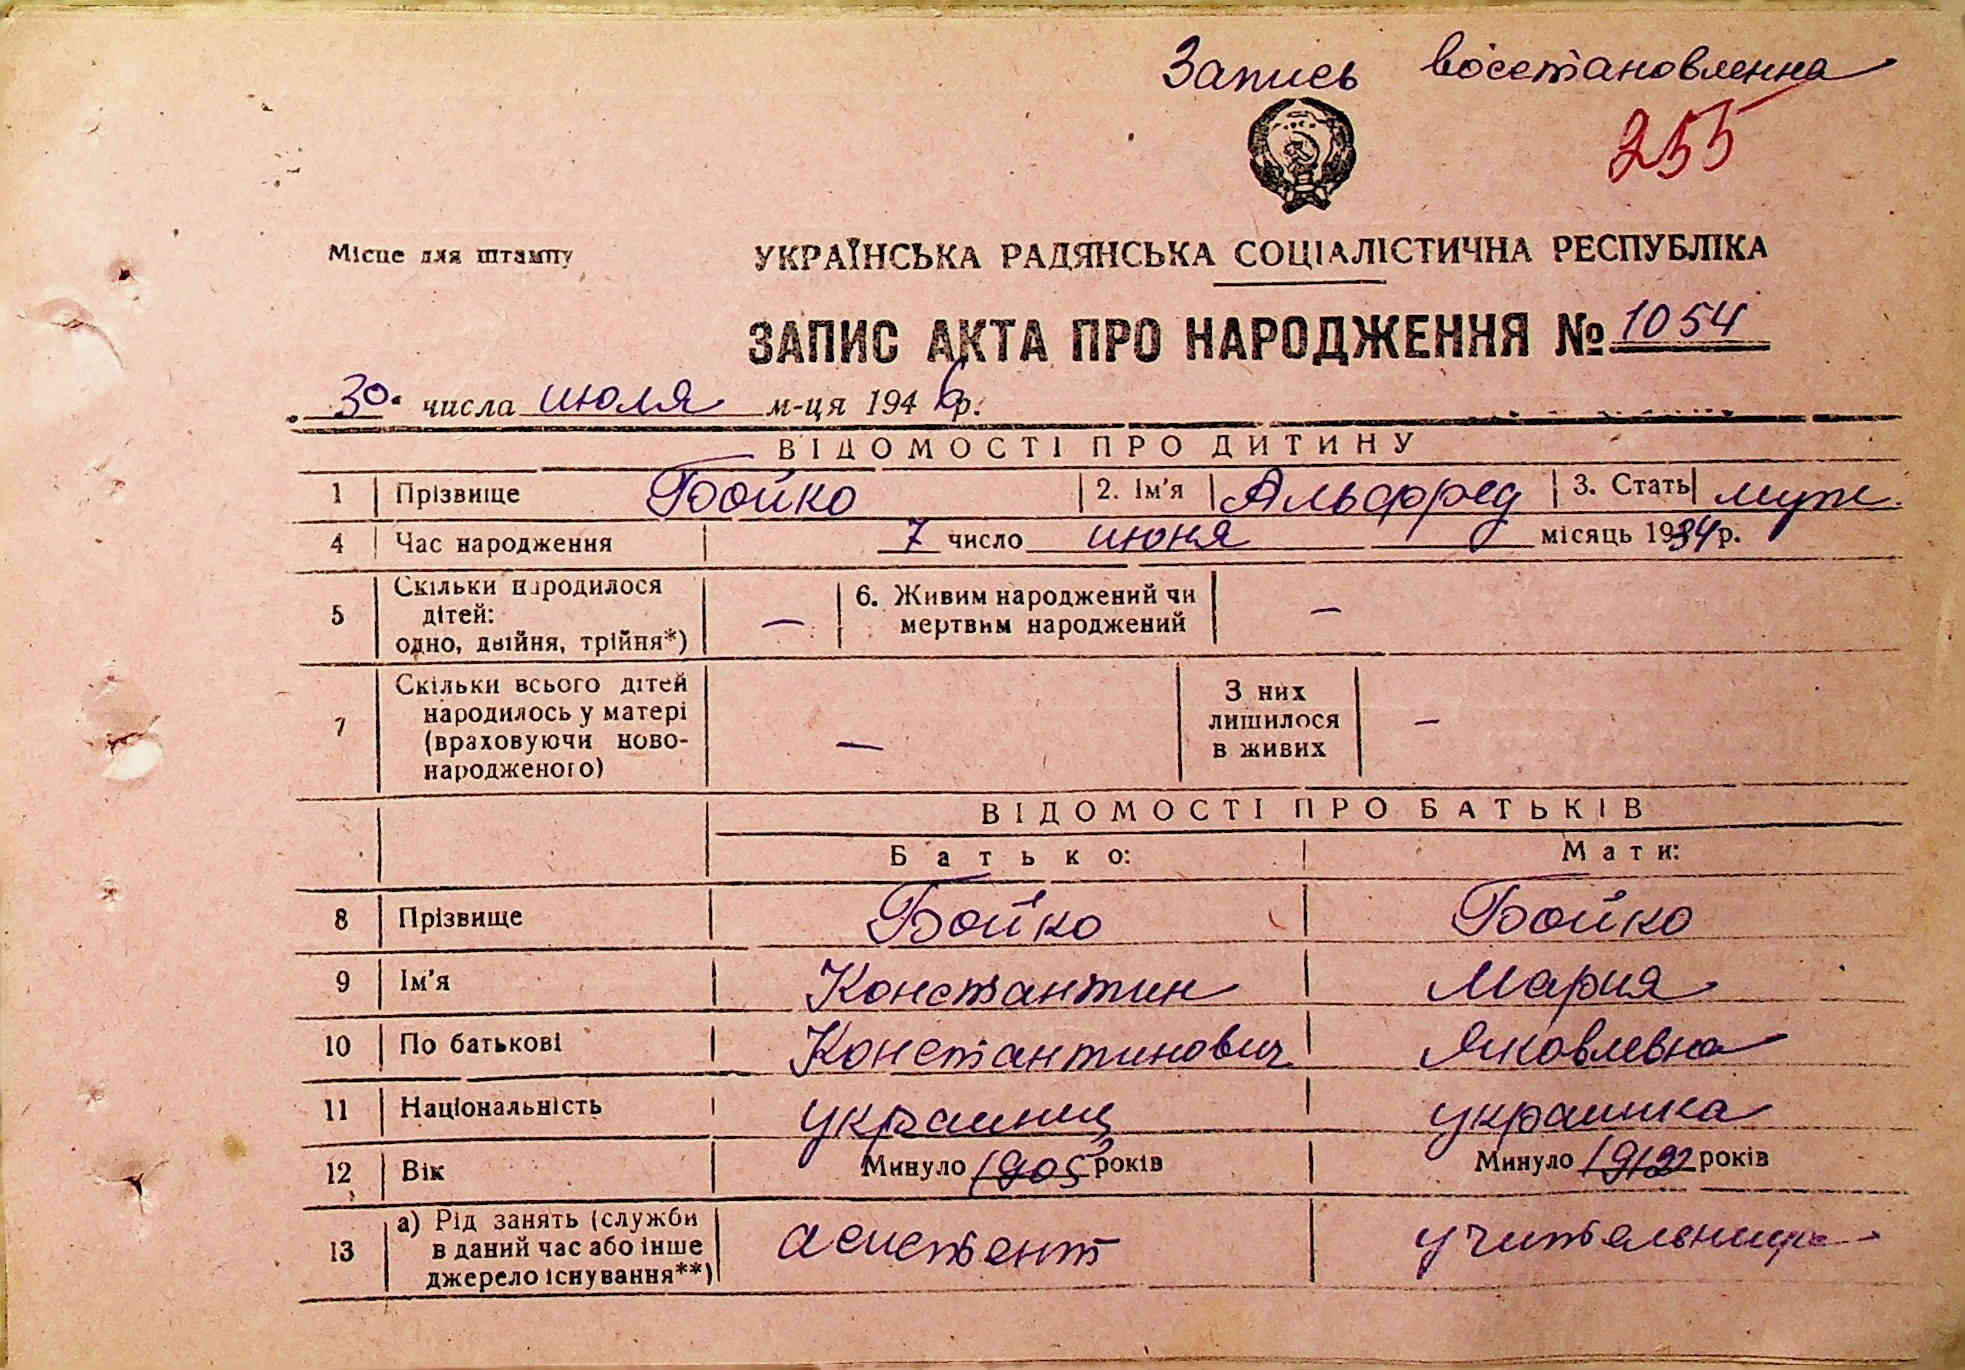 Запись восстановленна
255
Місце для штампу
УКРАЇНСЬКА РАДЯНСЬКА СОЦІАЛІСТИЧНА РЕСПУБЛІКА
ЗАПИС АКТА ПРО НАРОДЖЕННЯ № 1054
30 числа июля м-ця 1946 р.
ВІДОМОСТІ ПРО ДИТИНУ
1 Прізвище Бойко 2. Ім'я Альфред 3. Стать муж.
4 Час народження 7 число июня місяць 1934 р.
5 Скільки народилося дітей: одно, двійня, трійня*) — 6. Живим народжений чи мертвим народжений —
7 Скільки всього дітей народилось у матері (враховуючи ново-народженого) — З них лишилося в живих —
ВІДОМОСТІ ПРО БАТЬКІВ
Батько: Мати:
8 Прізвище Бойко Бойко
9 Ім'я Константин Мария
10 По батькові Константинович Яковлевна
11 Національність украинец украинка
12 Вік Минуло 1905 років Минуло 1912 років
13 а) Рід занять (служби в даний час або інше джерело існування**) асистент учительница